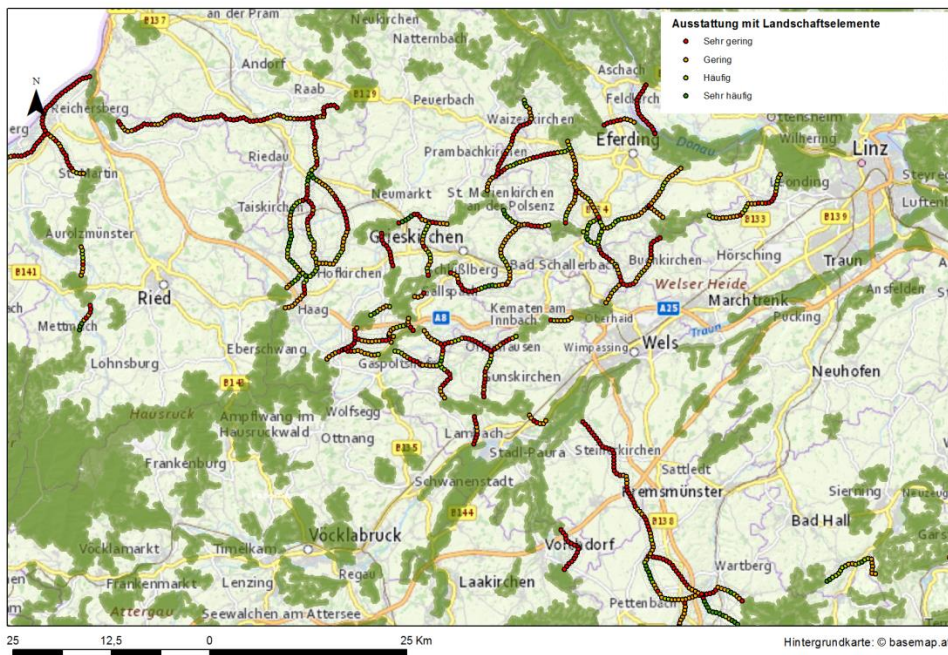 an der Pram
Neukirchen
B137
Natternbach
Ausstattung mit Landschaftselemente
Sehr gering
Gering
Häufig
Sehr häufig
Andorf
Aschach
Raab
B129
Peuerbach
Feldkirchen
N
Reichersberg
Waizenkirchen
Ottensheim
Wilhering
Eferding
Donau
Linz
Riedau
Prambachkirchen
St. Martin
Neumarkt
St. Marienkirchen
an der Polsenz
Leonding
Steyregg
Taiskirchen
B133
B139
Luftenb
Aurolzmünster
Grieskirchen
Hörsching
Traun
B141
Hofkirchen
Bad Schallerbach
Buchkirchen
Welser Heide
Ansfelden
Ried
Gallspach
Marchtrenk
Mettmach
Haag
A8
Kematen am
Innbach
Oberhaid
A25
Traun
Pucking
Eberschwang
Wimpassing
Wels
Lohnsburg
Gunskirchen
Neuhofen
Hausruck
Ampflwang im
Hausruckwald
Wolfsegg
Ottnang
B135
Lambach
Stadl-Paura
Frankenburg
Sattledt
Schwanenstadt
Kremsmünster
Sierning
B144
B138
Bad Hall
Vöcklabruck
Vorchdorf
Vöcklamarkt
Timelkam
Wartberg
Regau
Frankenmarkt
Lenzing
Laakirchen
Pettenbach
Attergau
Seewalchen am Attersee
25 12,5 0 25 Km
Hintergrundkarte: © basemap.a